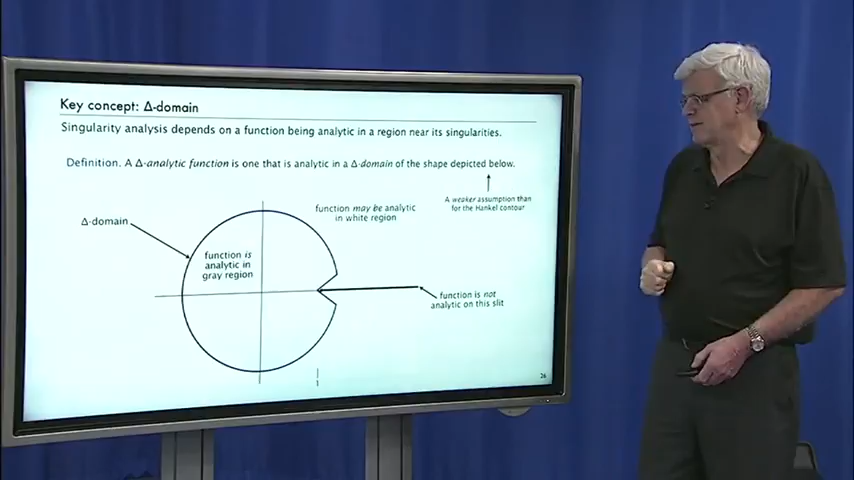 Key concept: Δ-domain
Singularity analysis depends on a function being analytic in a region near its singularities.
Definition. A Δ-analytic function is one that is analytic in a Δ-domain of the shape depicted below.
A weaker assumption than
for the Hankel contour
function may be analytic
in white region
Δ-domain
function is
analytic in
gray region
function is not
analytic on this slit
1
26